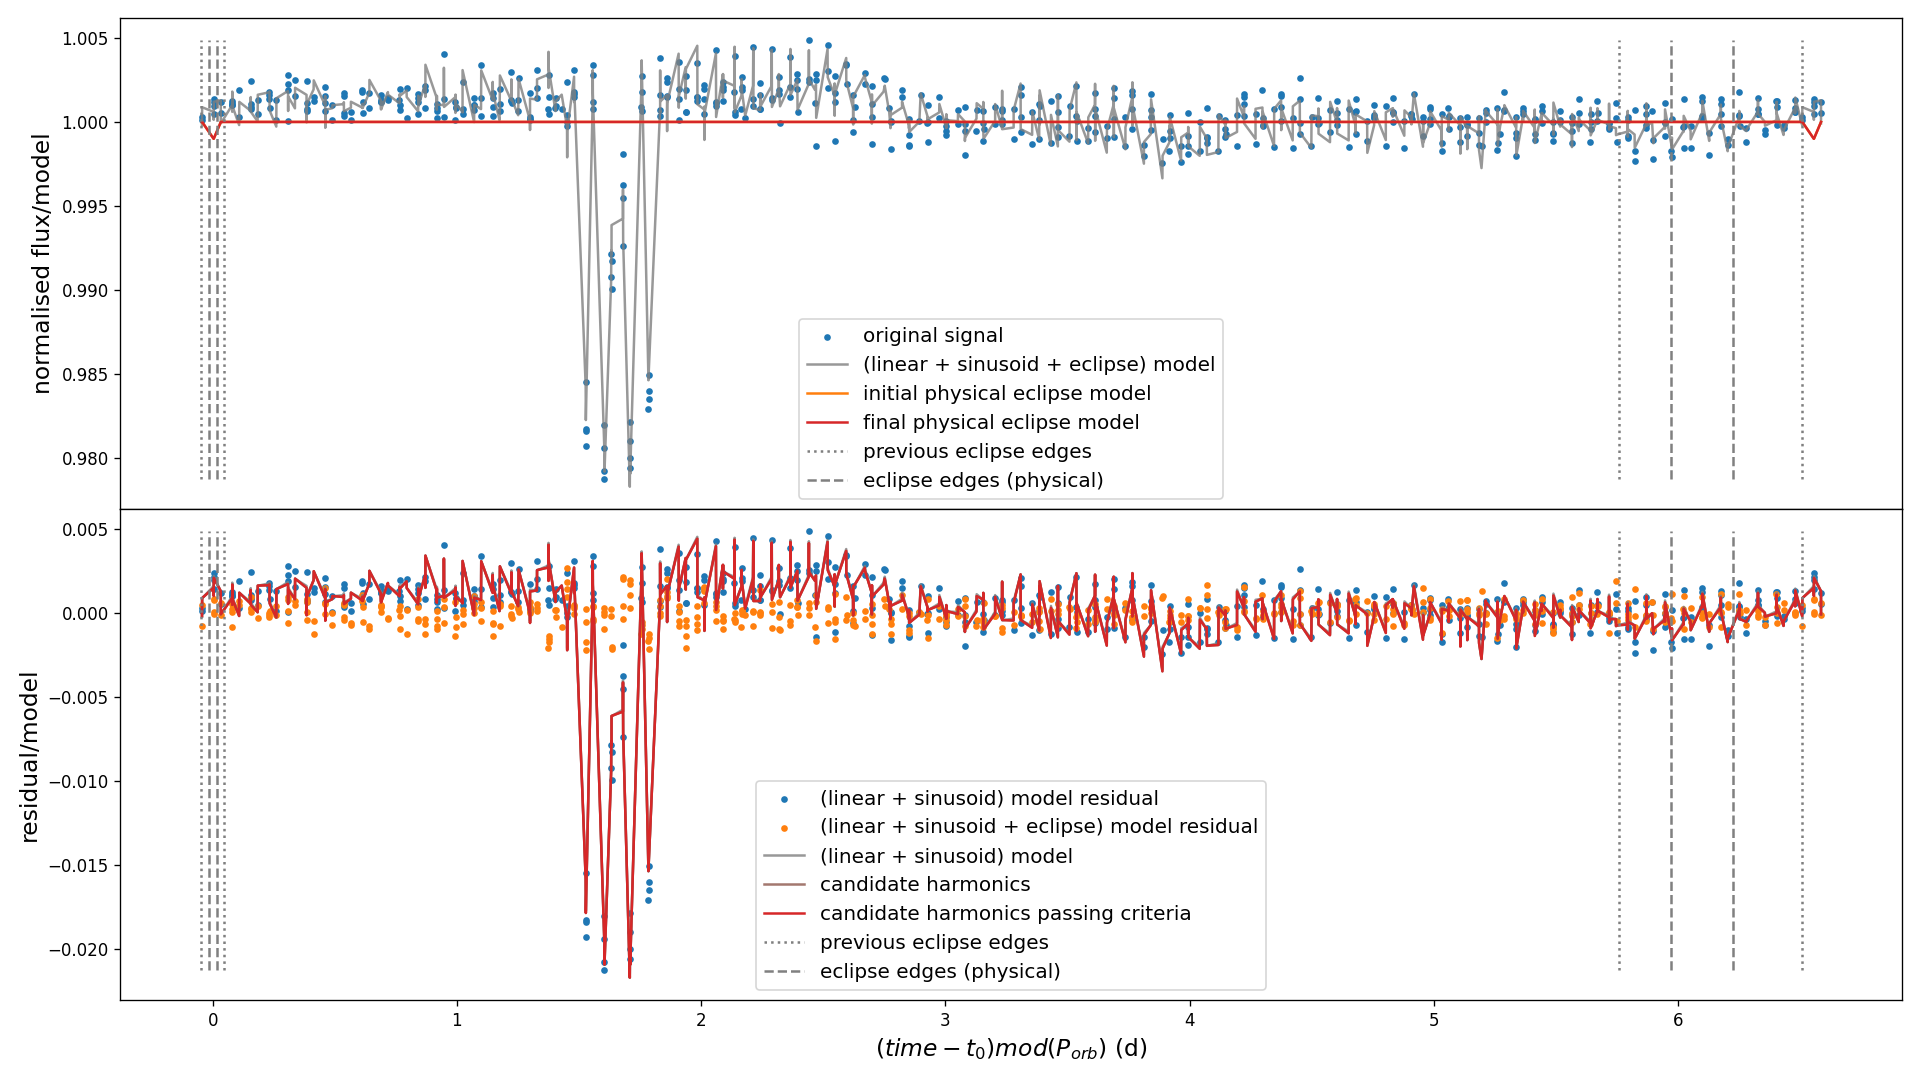 1.005
1.000
0.995
0.990
0.985
0.980
normalised flux/model
original signal
(linear + sinusoid + eclipse) model
initial physical eclipse model
final physical eclipse model
previous eclipse edges
eclipse edges (physical)
0.005
0.000
−0.005
−0.010
−0.015
−0.020
residual/model
(linear + sinusoid) model residual
(linear + sinusoid + eclipse) model residual
(linear + sinusoid) model
candidate harmonics
candidate harmonics passing criteria
previous eclipse edges
eclipse edges (physical)
0 1 2 3 4 5 6
(time − t₀)mod(P_orb) (d)